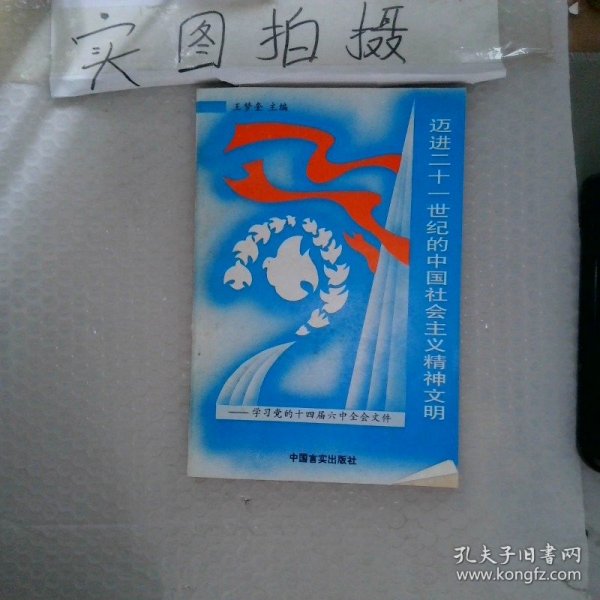 实图拍摄
王梦奎 主编
迈进二十一世纪的中国社会主义精神文明
——学习党的十四届六中全会文件
中国言实出版社
孔夫子旧书网
www.kongfz.com